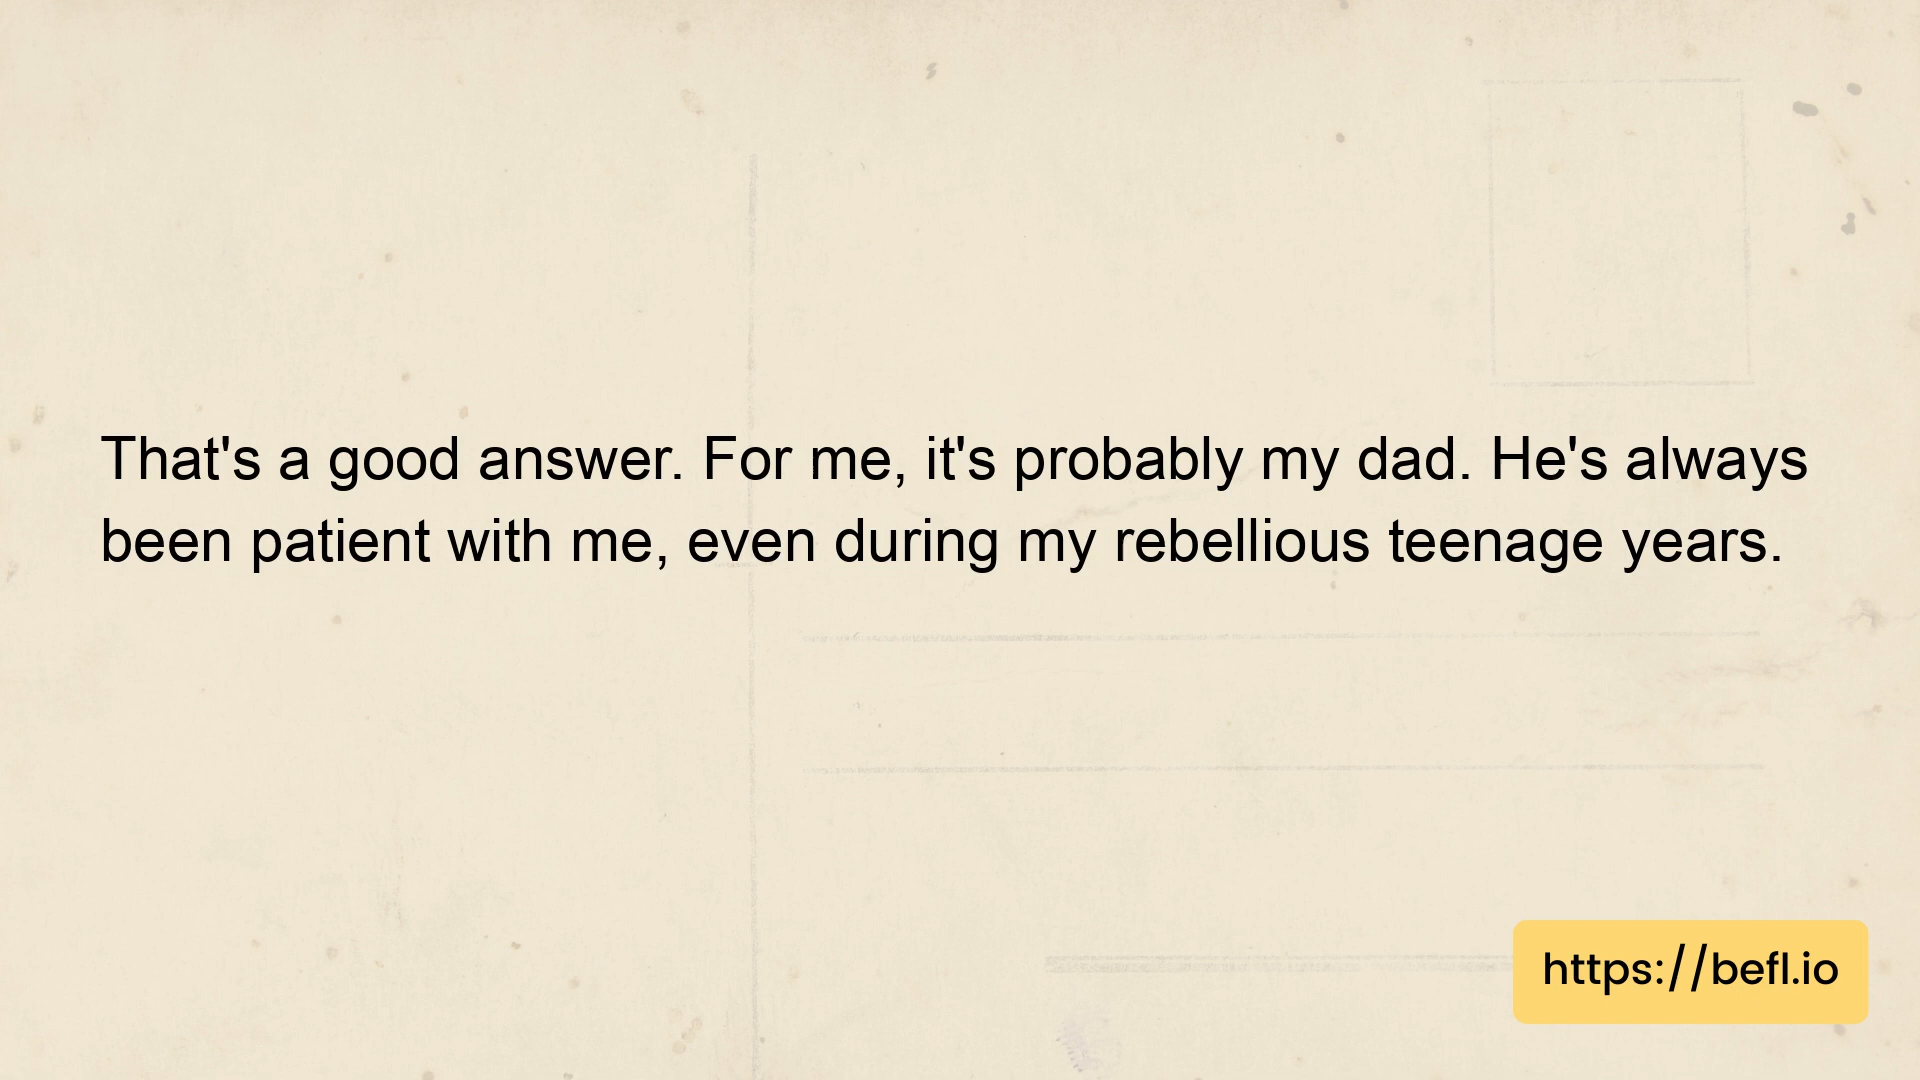 That's a good answer. For me, it's probably my dad. He's always
been patient with me, even during my rebellious teenage years.
https://befl.io